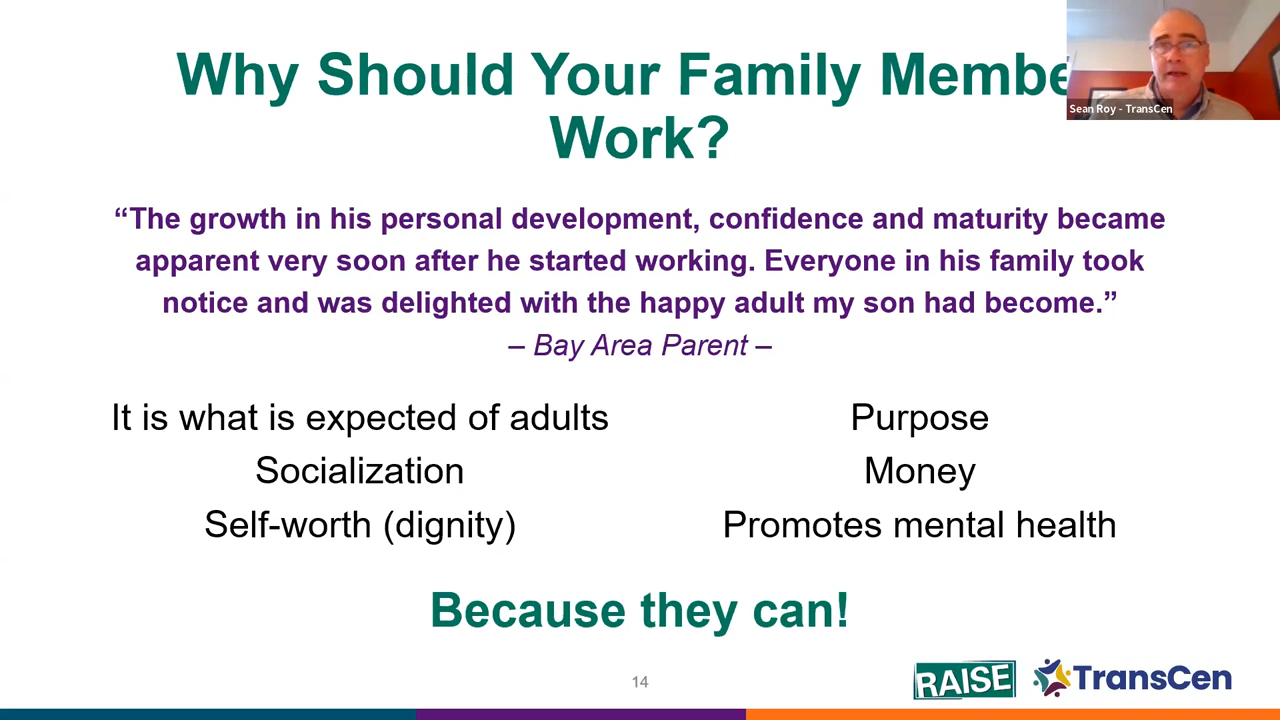 Why Should Your Family Membe
Work?
Sean Roy - TransCen
“The growth in his personal development, confidence and maturity became
apparent very soon after he started working. Everyone in his family took
notice and was delighted with the happy adult my son had become.”
– Bay Area Parent –
It is what is expected of adults
Socialization
Self-worth (dignity)
Purpose
Money
Promotes mental health
Because they can!
14
RAISE
TransCen